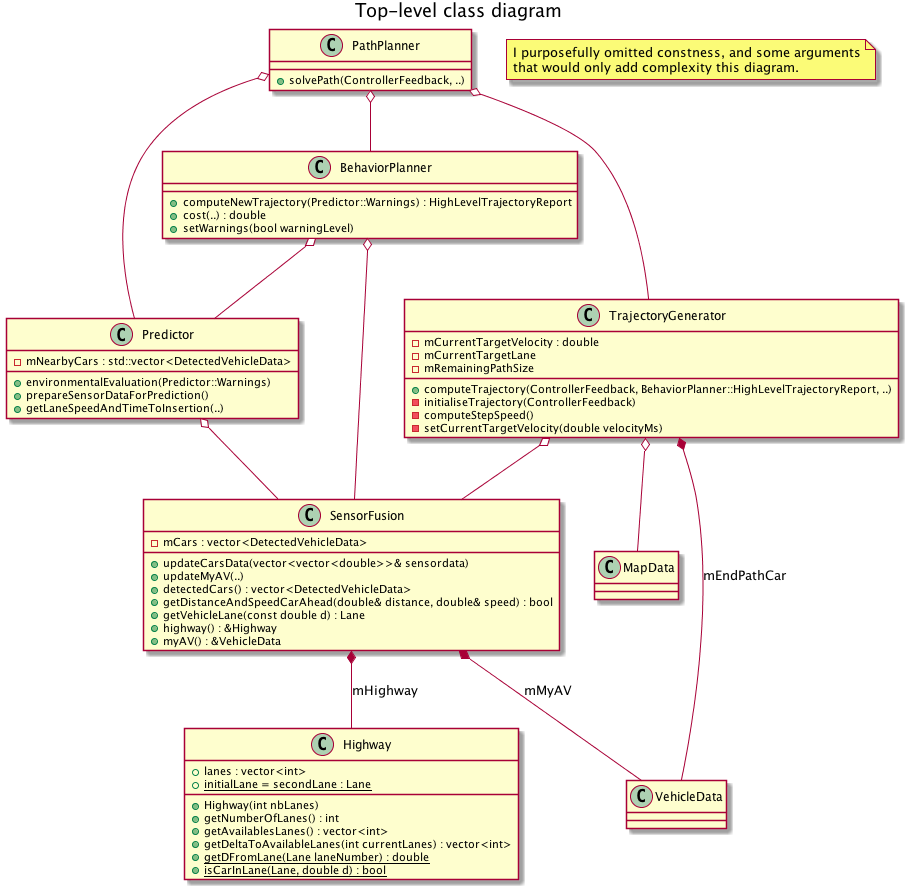 Top-level class diagram
C PathPlanner
solvePath(ControllerFeedback, ..)
I purposefully omitted constness, and some arguments
that would only add complexity this diagram.
C BehaviorPlanner
computeNewTrajectory(Predictor::Warnings) : HighLevelTrajectoryReport
cost(..) : double
setWarnings(bool warningLevel)
C Predictor
mNearbyCars : std::vector<DetectedVehicleData>
environmentalEvaluation(Predictor::Warnings)
prepareSensorDataForPrediction()
getLaneSpeedAndTimeToInsertion(..)
C TrajectoryGenerator
mCurrentTargetVelocity : double
mCurrentTargetLane
mRemainingPathSize
computeTrajectory(ControllerFeedback, BehaviorPlanner::HighLevelTrajectoryReport, ..)
initialiseTrajectory(ControllerFeedback)
computeStepSpeed()
setCurrentTargetVelocity(double velocityMs)
C SensorFusion
mCars : vector<DetectedVehicleData>
updateCarsData(vector<vector<double>>& sensordata)
updateMyAV(..)
detectedCars() : vector<DetectedVehicleData>
getDistanceAndSpeedCarAhead(double& distance, double& speed) : bool
getVehicleLane(const double d) : Lane
highway() : &Highway
myAV() : &VehicleData
C MapData
mEndPathCar
mHighway
mMyAV
C Highway
lanes : vector<int>
initialLane = secondLane : Lane
Highway(int nbLanes)
getNumberOfLanes() : int
getAvailablesLanes() : vector<int>
getDeltaToAvailableLanes(int currentLanes) : vector<int>
getDFromLane(Lane laneNumber) : double
isCarInLane(Lane, double d) : bool
C VehicleData